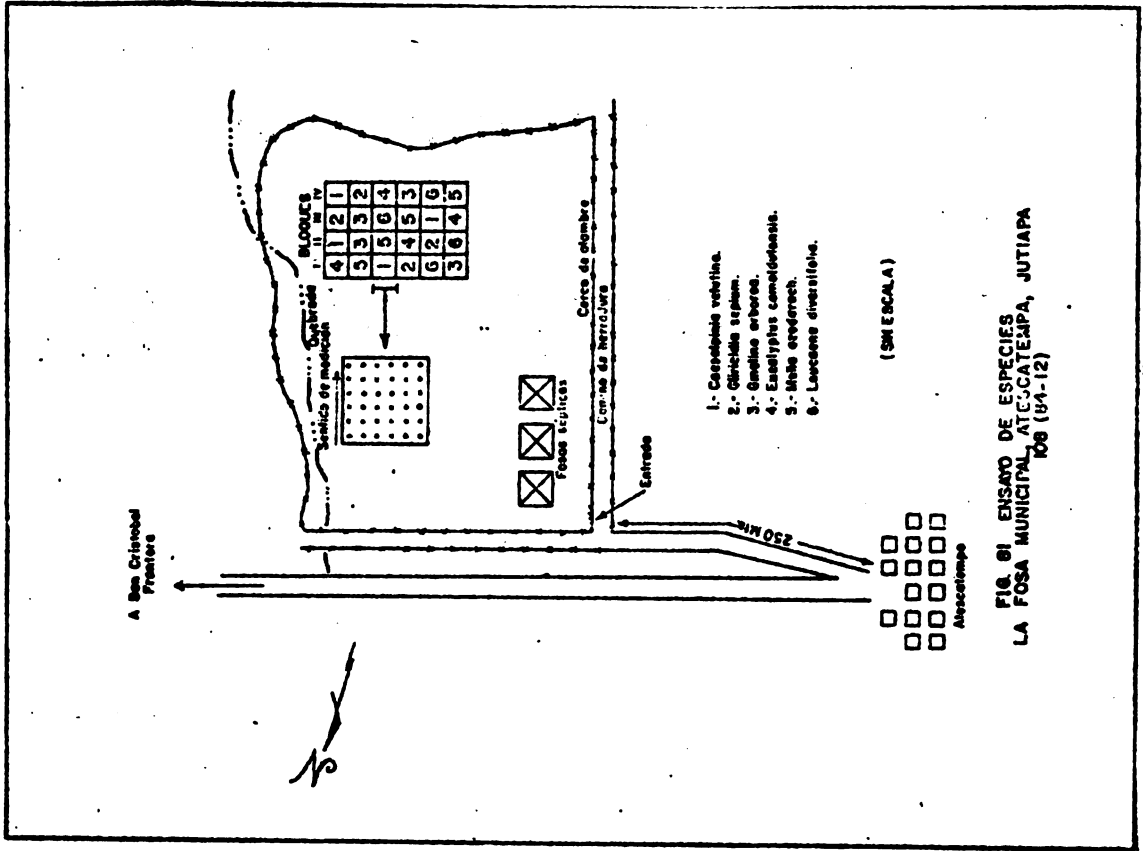 A San Cristobal
Frontera
N
Quebrada
Sentido de medición
BLOQUES
I II III IV
4 1 2 1
5 3 3 2
1 5 6 4
2 4 5 3
6 2 1 6
3 6 4 5
Fosas sépticas
Cerco de alambre
Camino de herradura
Entrada
250 Mts.
Atescatempa
1.- Caesalpinia velutina.
2.- Gliricidia sepium.
3.- Gmelina arborea.
4.- Eucalyptus camaldulensis.
5.- Melia azederach.
6.- Leucaena diversifolia.
(SIN ESCALA)
FIG. 81 ENSAYO DE ESPECIES
LA FOSA MUNICIPAL, ATESCATEMPA, JUTIAPA
108 (84-12)